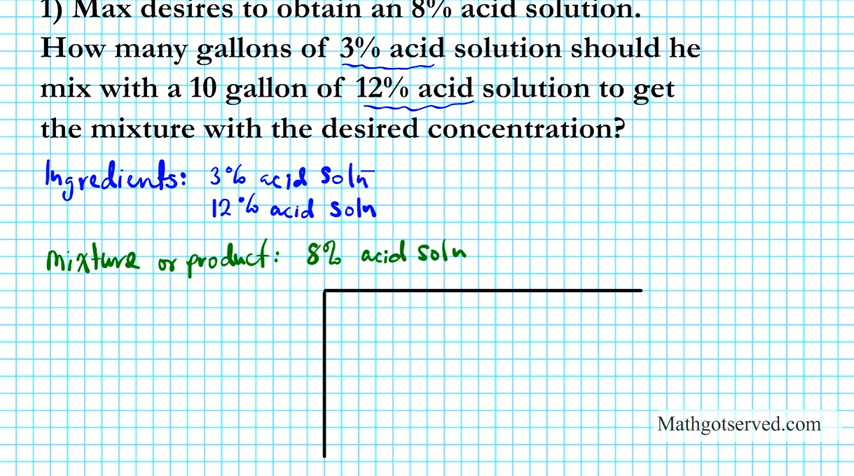 1) Max desires to obtain an 8% acid solution.
How many gallons of 3% acid solution should he
mix with a 10 gallon of 12% acid solution to get
the mixture with the desired concentration?
Ingredients: 3% acid soln
12% acid soln
Mixture or product: 8% acid soln
Mathgotserved.com